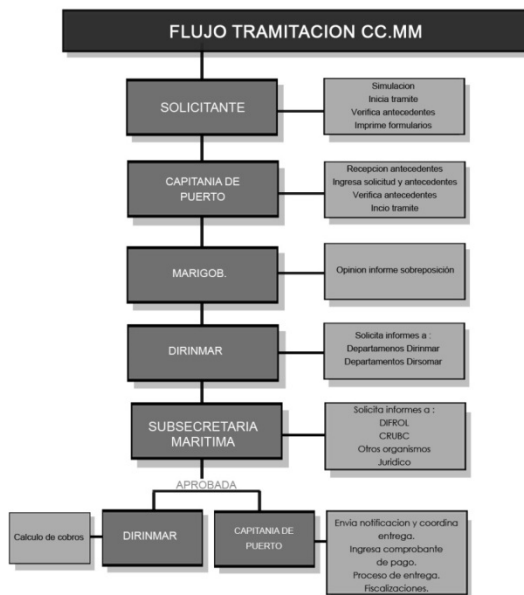 FLUJO TRAMITACION CC.MM
SOLICITANTE
Simulacion
Inicia tramite
Verifica antecedentes
Imprime formularios
CAPITANIA DE
PUERTO
Recepcion antecedentes
Ingresa solicitud y antecedentes
Verifica antecedentes
Incio tramite
MARIGOB.
Opinion informe sobreposición
DIRINMAR
Solicita informes a :
Departamenos Dirinmar
Departamentos Dirsomar
SUBSECRETARIA
MARITIMA
Solicita informes a :
DIFROL
CRUBC
Otros organismos
Juridico
APROBADA
Calculo de cobros
DIRINMAR
CAPITANIA DE
PUERTO
Envia notificacion y coordina
entrega.
Ingresa comprobante
de pago.
Proceso de entrega.
Fiscalizaciones.